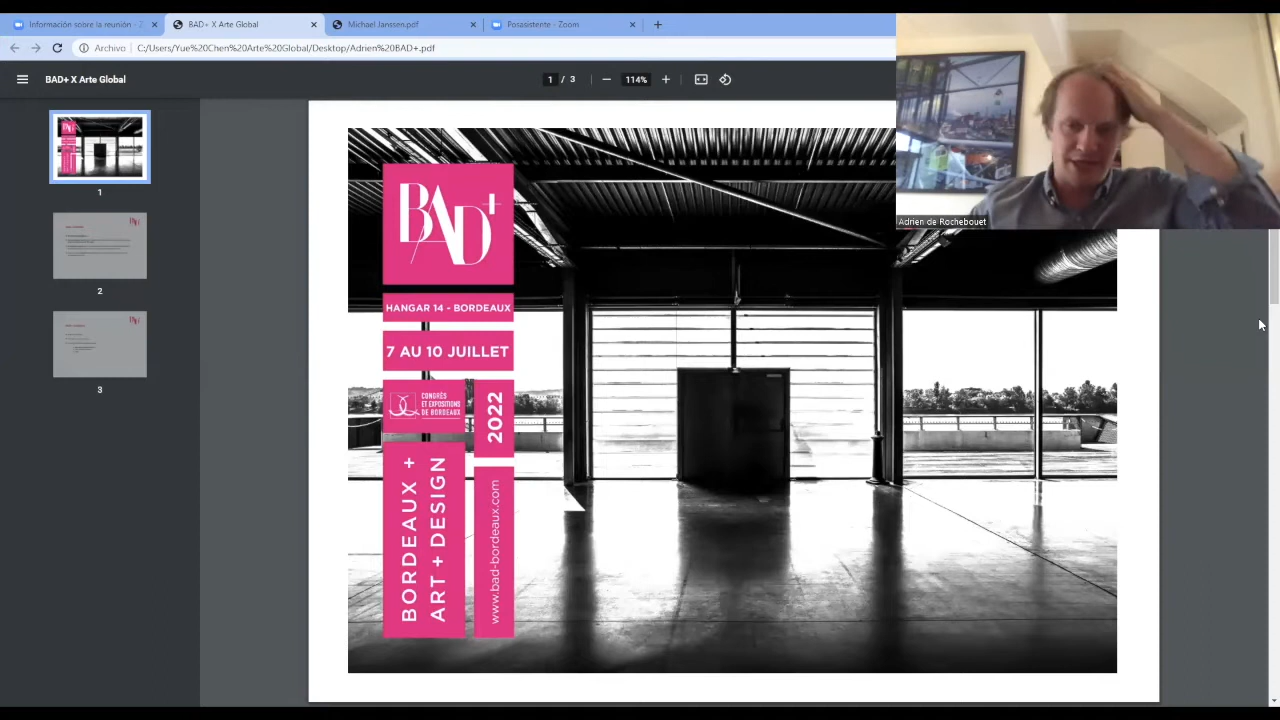 Información sobre la reunión - Z
BAD+ X Arte Global
Michael Janssen.pdf
Posasistente - Zoom
Archivo
C:/Users/Yue%20Chen%20Arte%20Global/Desktop/Adrien%20BAD+.pdf
BAD+ X Arte Global
1 / 3
114%
Adrien de Rochebouet
1
2
3
BAD+
HANGAR 14 - BORDEAUX
7 AU 10 JUILLET
CONGRÈS
ET EXPOSITIONS
DE BORDEAUX
2022
BORDEAUX +
ART + DESIGN
www.bad-bordeaux.com